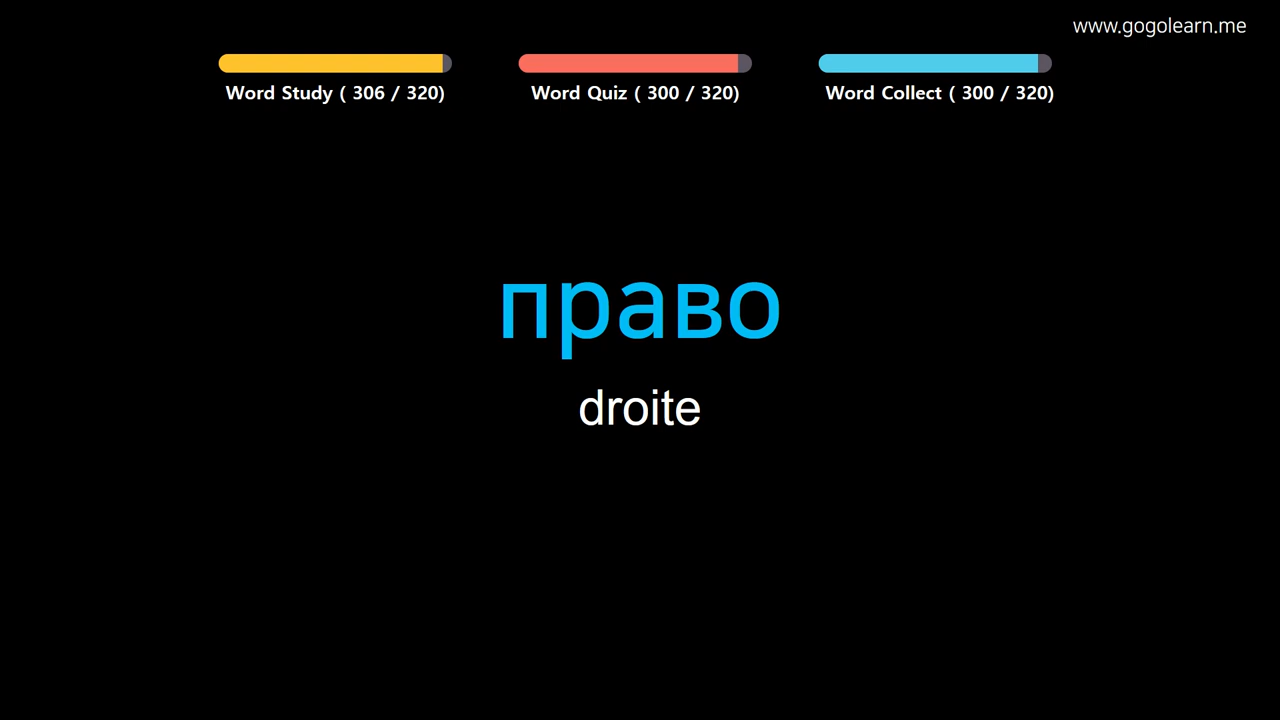 www.gogolearn.me
Word Study ( 306 / 320)
Word Quiz ( 300 / 320)
Word Collect ( 300 / 320)
право
droite